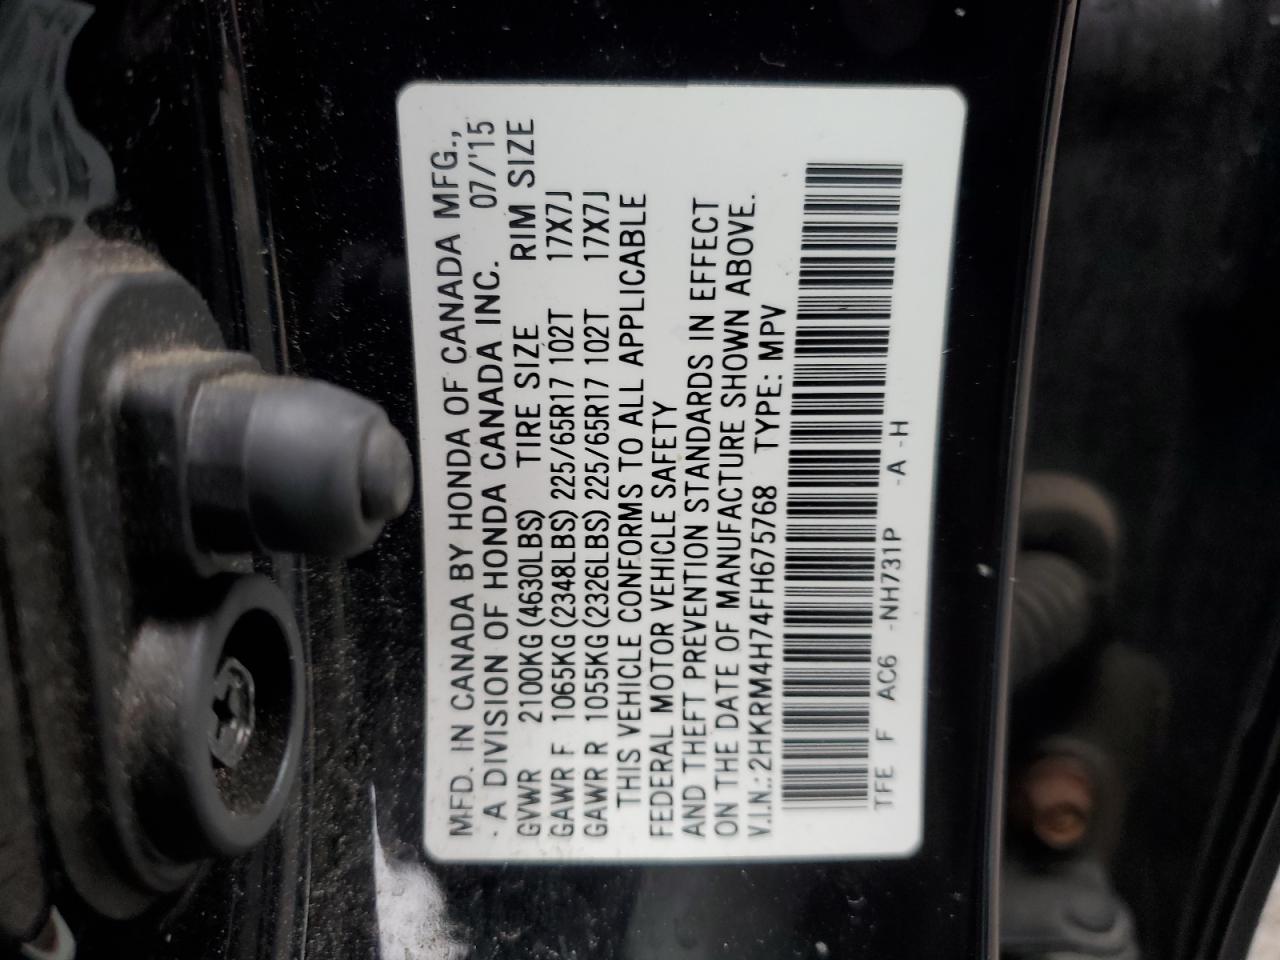 MFD. IN CANADA BY HONDA OF CANADA MFG.,
· A DIVISION OF HONDA CANADA INC. 07/'15
GVWR 2100KG (4630LBS) TIRE SIZE RIM SIZE
GAWR F 1065KG (2348LBS) 225/65R17 102T 17X7J
GAWR R 1055KG (2326LBS) 225/65R17 102T 17X7J
THIS VEHICLE CONFORMS TO ALL APPLICABLE
FEDERAL MOTOR VEHICLE SAFETY
AND THEFT PREVENTION STANDARDS IN EFFECT
ON THE DATE OF MANUFACTURE SHOWN ABOVE.
V.I.N.: 2HKRM4H74FH675768 TYPE: MPV
TFE F AC6 -NH731P -A -H